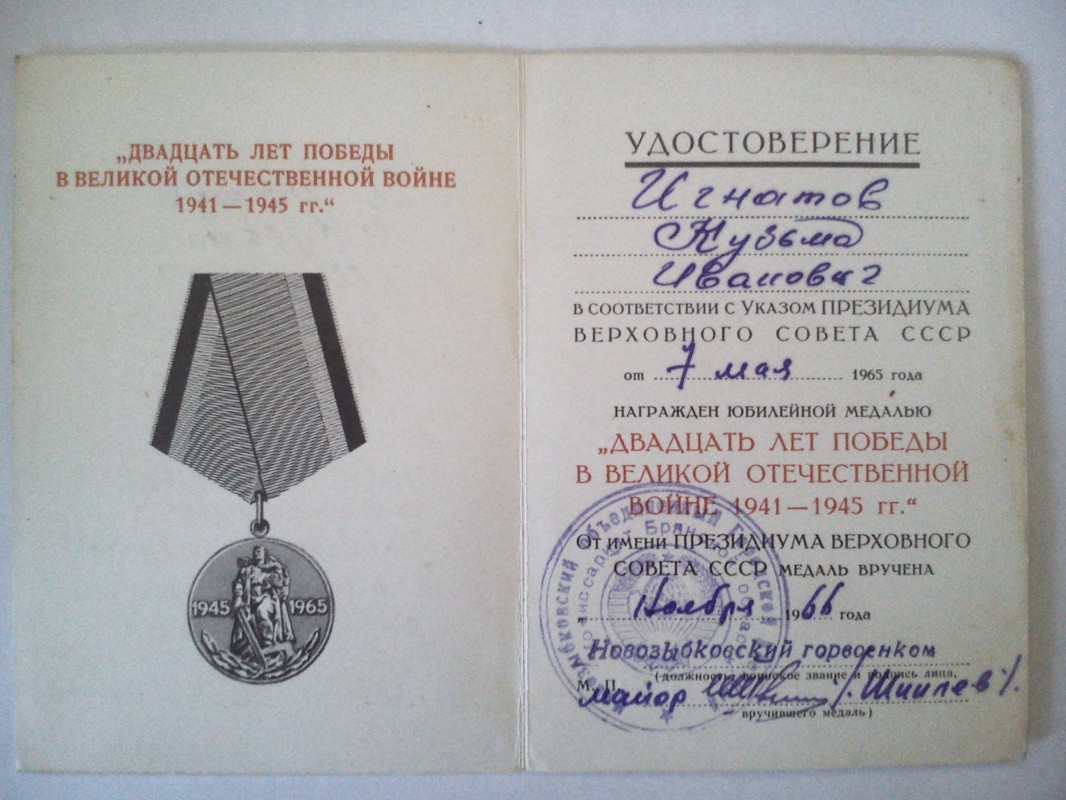 „ДВАДЦАТЬ ЛЕТ ПОБЕДЫ
В ВЕЛИКОЙ ОТЕЧЕСТВЕННОЙ ВОЙНЕ
1941—1945 гг.“
1945 1965
УДОСТОВЕРЕНИЕ
Игнатов
Кузьма
Иванович
В СООТВЕТСТВИИ С УКАЗОМ ПРЕЗИДИУМА
ВЕРХОВНОГО СОВЕТА СССР
от 7 мая 1965 года
НАГРАЖДЕН ЮБИЛЕЙНОЙ МЕДАЛЬЮ
„ДВАДЦАТЬ ЛЕТ ПОБЕДЫ
В ВЕЛИКОЙ ОТЕЧЕСТВЕННОЙ
ВОЙНЕ 1941—1945 гг.“
ОТ ИМЕНИ ПРЕЗИДИУМА ВЕРХОВНОГО
СОВЕТА СССР МЕДАЛЬ ВРУЧЕНА
„ Ноября 1966 года
Новозыбковский горвоенком
М. П. (должность, воинское звание и подпись лица,
майор
вручившего медаль)